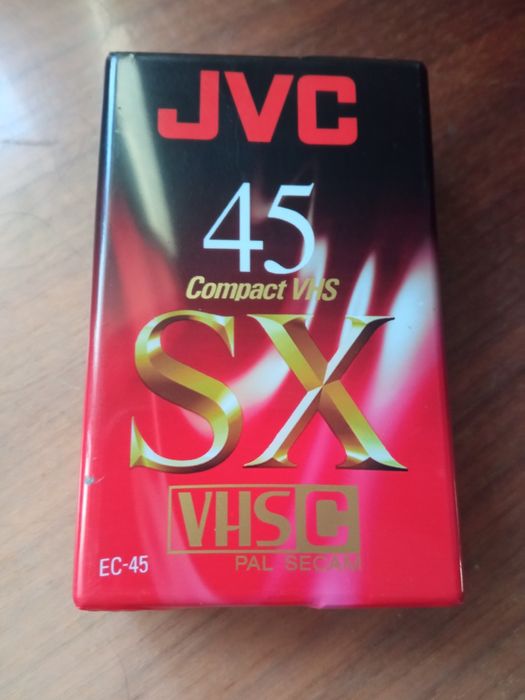 JVC
45
Compact VHS
SX
VHS C
EC-45
PAL SECAM